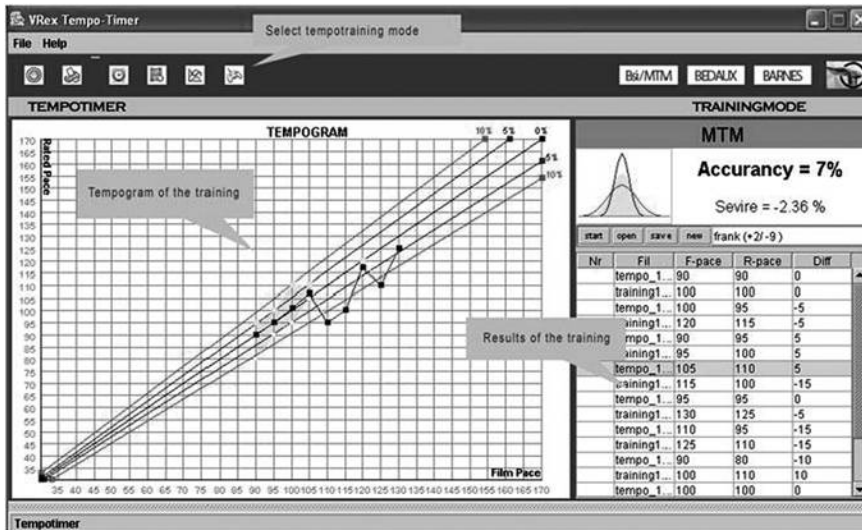 VRex Tempo-Timer
File Help
Select tempotraining mode
Bsi/MTM BEDAUX BARNES
TEMPOTIMER TRAININGMODE
TEMPOGRAM
Rated Pace
10% 5% 0%
5%
10%
170
165
160
155
150
145
140
135
130
125
120
115
110
105
100
95
90
85
80
75
70
65
60
55
50
45
40
35
Tempogram of the training
Film Pace
35 40 45 50 55 60 65 70 75 80 85 90 95 100 105 110 115 120 125 130 135 140 145 150 155 160 165 170
MTM
Accurancy = 7%
Sevire = -2.36 %
start open save new frank (+2/ -9 )
Nr Fil F-pace R-pace Diff
tempo_1... 90 90 0
training1... 100 100 0
tempo_1... 100 95 -5
training1... 120 115 -5
tempo_1... 90 95 5
training1... 95 100 5
tempo_1... 105 110 5
training1... 115 100 -15
tempo_1... 95 95 0
training1... 130 125 -5
tempo_1... 110 95 -15
training1... 125 110 -15
tempo_1... 90 80 -10
training1... 100 110 10
tempo_1... 100 100 0
Results of the training
Tempotimer